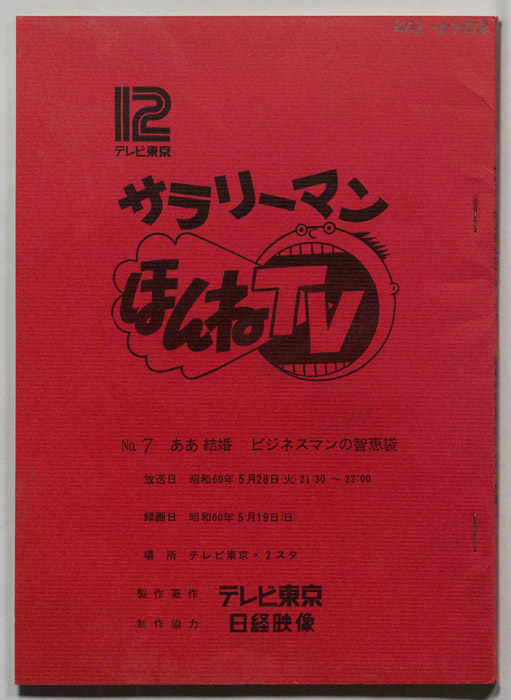 12
テレビ東京
サラリーマン
ほんねTV
No.7 ああ 結婚 ビジネスマンの智恵袋
放送日 昭和60年5月28日(火)21:30〜22:00
録画日 昭和60年5月19日(日)
場所 テレビ東京・2スタ
製作著作 テレビ東京
制作協力 日経映像